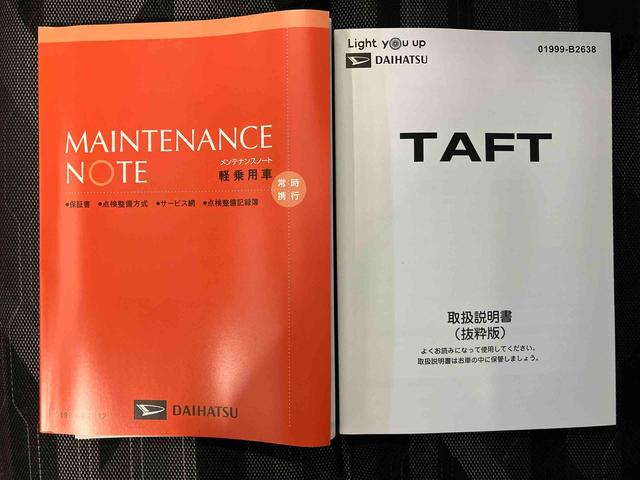 MAINTENANCE
NOTE
メンテナンスノート
軽乗用車
常時
携行
●保証書 ●点検整備方式 ●サービス網 ●点検整備記録簿
DAIHATSU
Light you up
DAIHATSU
01999-B2638
TAFT
取扱説明書
(抜粋版)
よくお読みになって使用してください。
取扱説明書はお車の中に保管しましょう。